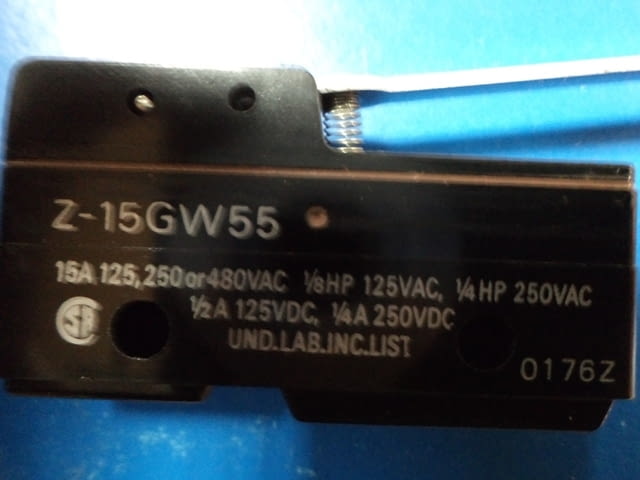 Z-15GW55
15A 125,250 or 480VAC ⅛HP 125VAC, ¼HP 250VAC
½A 125VDC, ¼A 250VDC
UND.LAB.INC.LIST
0176Z